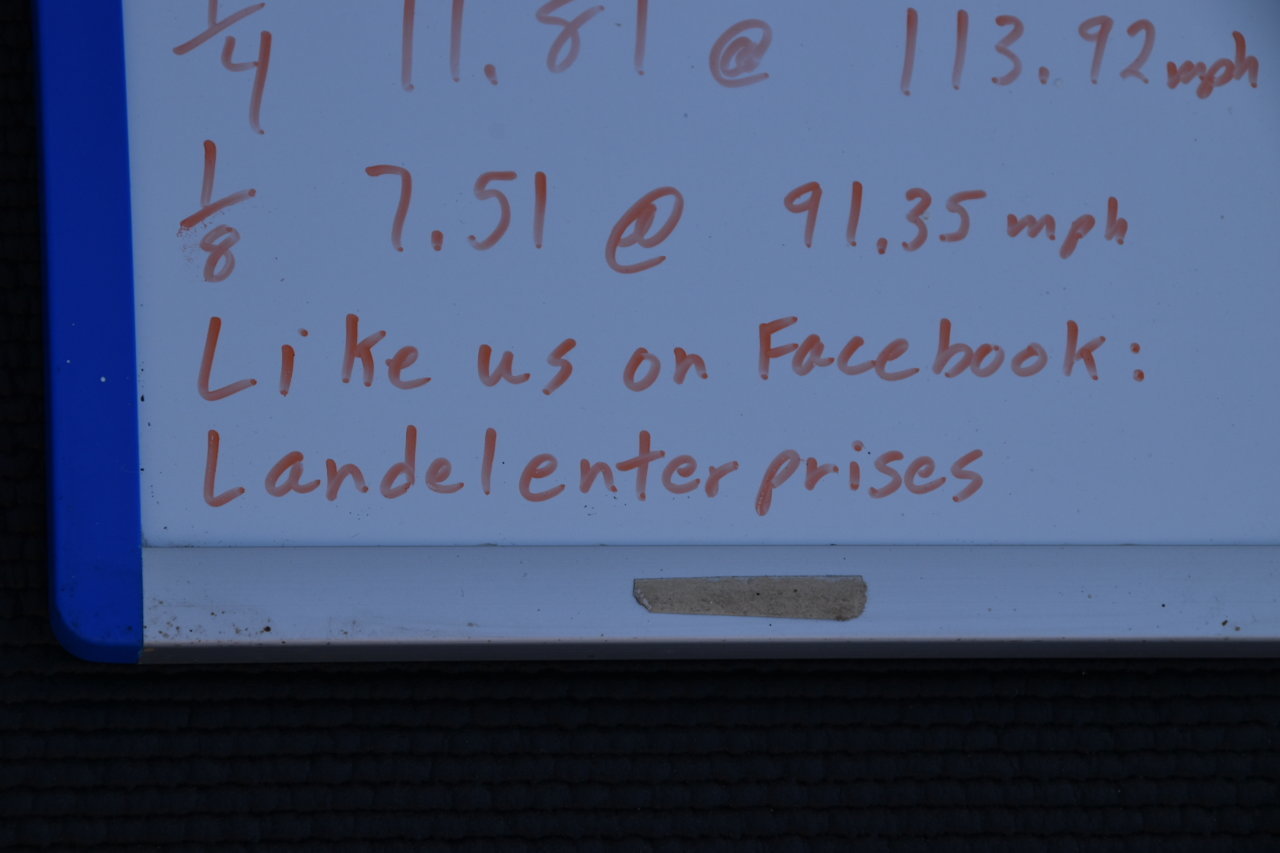 1/4 11.81 @ 113.92 mph
1/8 7.51 @ 91.35 mph
Like us on Facebook:
Landelenterprises